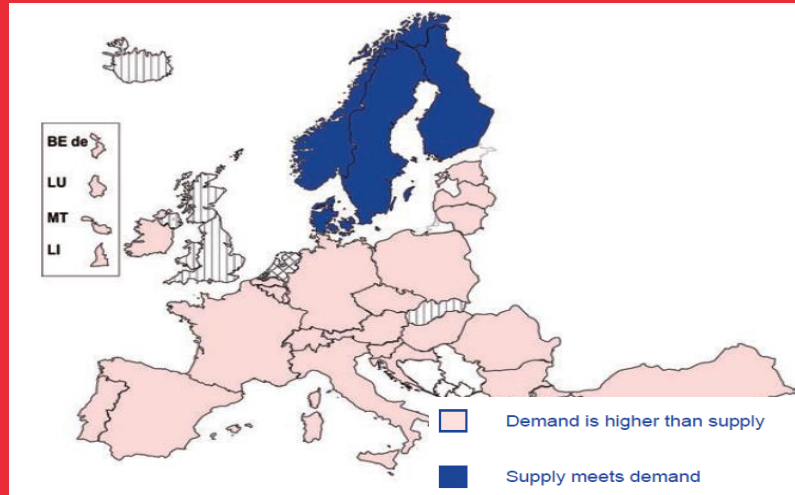 BE de
LU
MT
LI
Demand is higher than supply
Supply meets demand